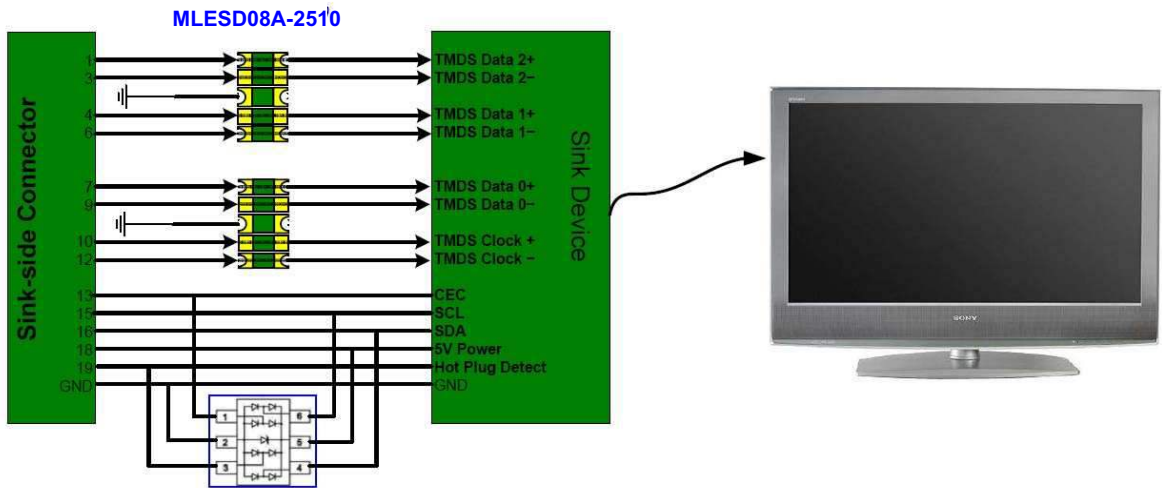 MLESD08A-2510
Sink-side Connector
1
3
4
6
7
9
10
12
13
15
16
18
19
GND
TMDS Data 2+
TMDS Data 2−
TMDS Data 1+
TMDS Data 1−
TMDS Data 0+
TMDS Data 0−
TMDS Clock +
TMDS Clock −
CEC
SCL
SDA
5V Power
Hot Plug Detect
GND
Sink Device
1
2
3
6
5
4
SONY